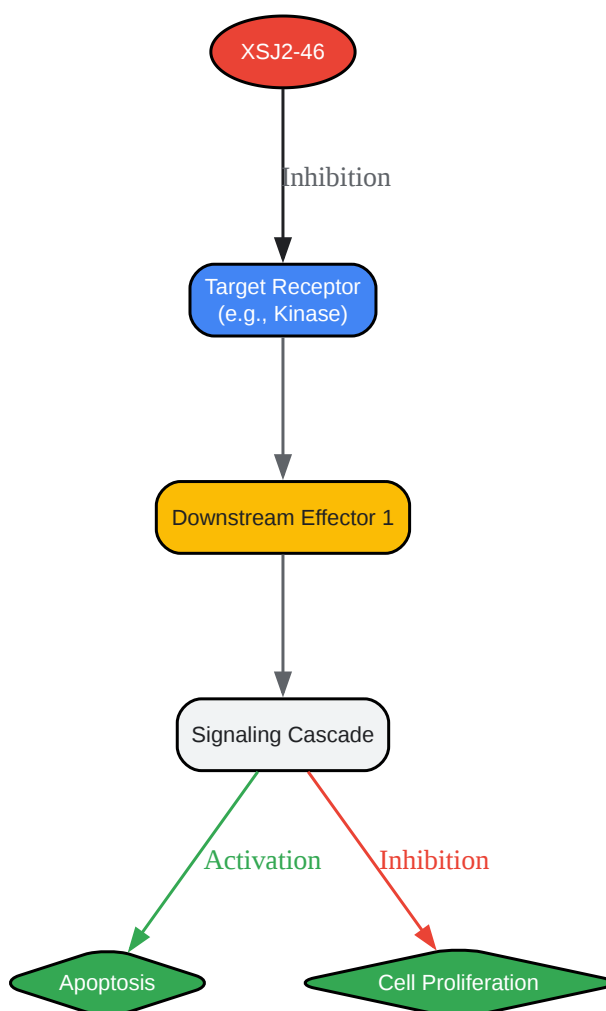 XSJ2-46
Inhibition
Target Receptor
(e.g., Kinase)
Downstream Effector 1
Signaling Cascade
Activation
Inhibition
Apoptosis
Cell Proliferation